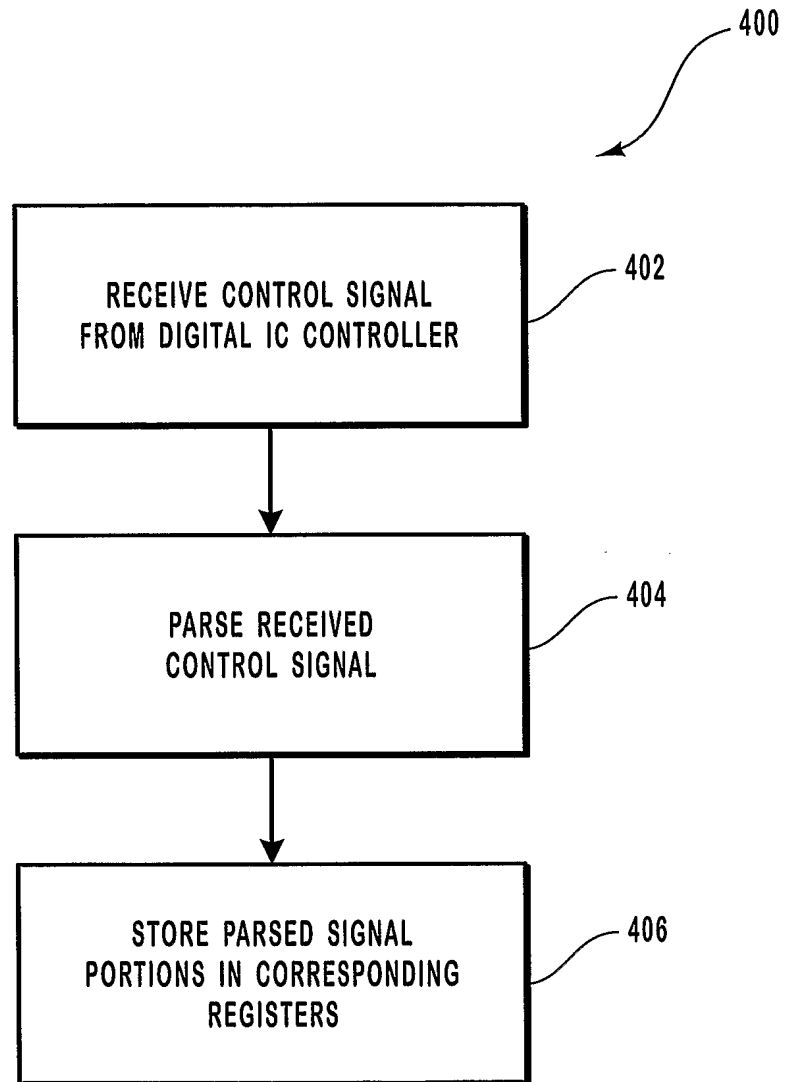 400
RECEIVE CONTROL SIGNAL
FROM DIGITAL IC CONTROLLER
402
PARSE RECEIVED
CONTROL SIGNAL
404
STORE PARSED SIGNAL
PORTIONS IN CORRESPONDING
REGISTERS
406